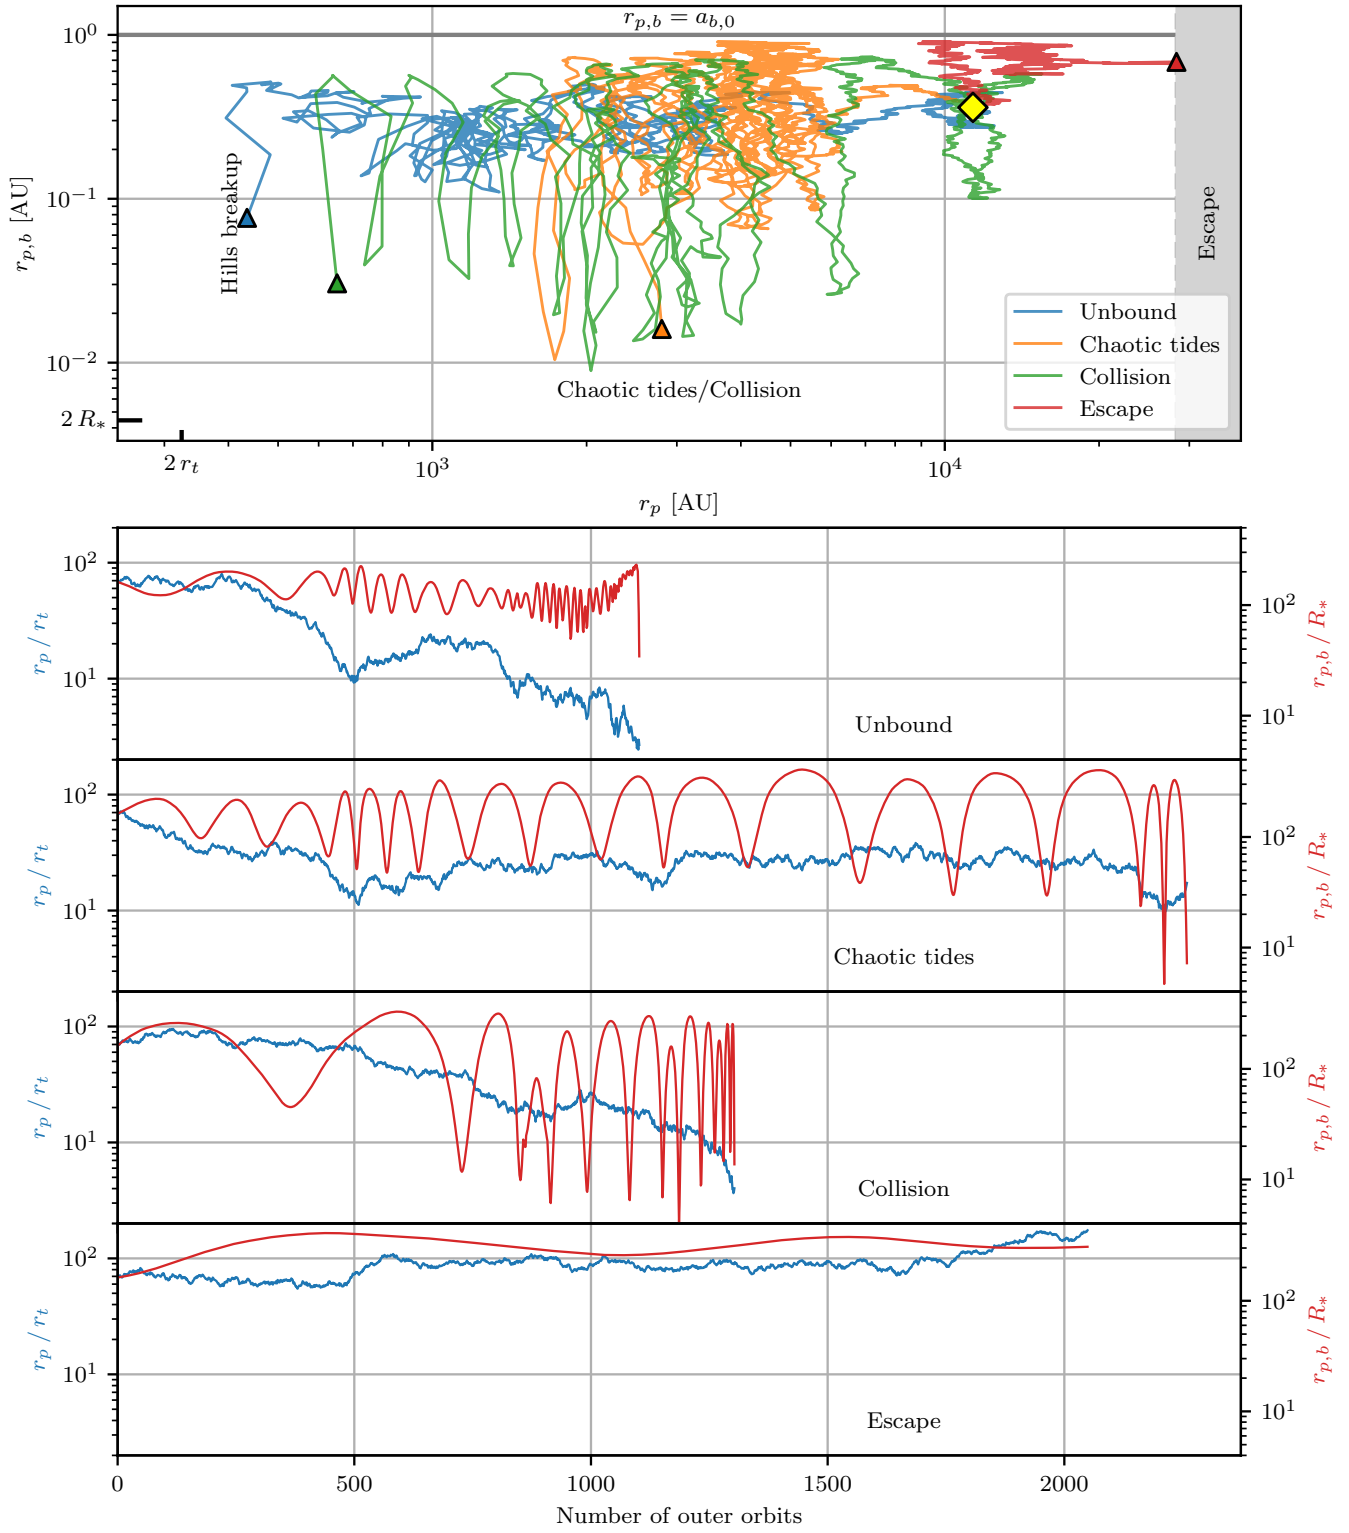 r_{p,b} = a_{b,0}
10^0
10^{-1}
10^{-2}
2 R_*
r_{p,b} [AU]
Hills breakup
Escape
Chaotic tides/Collision
Unbound
Chaotic tides
Collision
Escape
2 r_t
10^3
10^4
r_p [AU]
10^2
10^1
r_p / r_t
10^2
10^1
r_{p,b} / R_*
Unbound
10^2
10^1
r_p / r_t
10^2
10^1
r_{p,b} / R_*
Chaotic tides
10^2
10^1
r_p / r_t
10^2
10^1
r_{p,b} / R_*
Collision
10^2
10^1
r_p / r_t
10^2
10^1
r_{p,b} / R_*
Escape
0
500
1000
1500
2000
Number of outer orbits